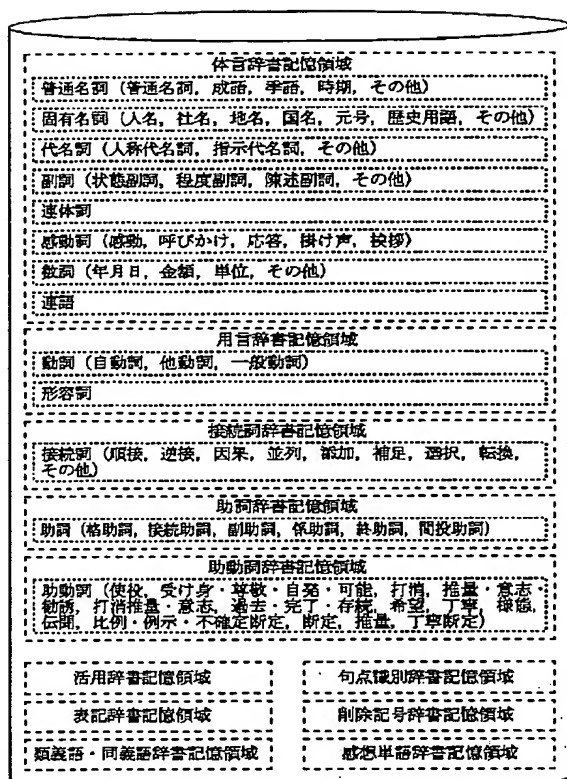 体言辞書記憶領域
普通名詞（普通名詞，成語，季語，時期，その他）
固有名詞（人名，社名，地名，国名，元号，歴史用語，その他）
代名詞（人称代名詞，指示代名詞，その他）
副詞（状態副詞，程度副詞，陳述副詞，その他）
連体詞
感動詞（感動，呼びかけ，応答，掛け声，挨拶）
数詞（年月日，金額，単位，その他）
連語
用言辞書記憶領域
動詞（自動詞，他動詞，一般動詞）
形容詞
接続詞辞書記憶領域
接続詞（順接，逆接，因果，並列，添加，補足，選択，転換，
その他）
助詞辞書記憶領域
助詞（格助詞，接続助詞，副助詞，係助詞，終助詞，間投助詞）
助動詞辞書記憶領域
助動詞（使役，受け身・尊敬・自発・可能，打消，推量・意志・
勧誘，打消推量・意志，過去・完了・存続，希望，丁寧，様態，
伝聞，比例・例示・不確定断定，断定，推量，丁寧断定）
活用辞書記憶領域
句点識別辞書記憶領域
表記辞書記憶領域
削除記号辞書記憶領域
類義語・同義語辞書記憶領域
感想単語辞書記憶領域